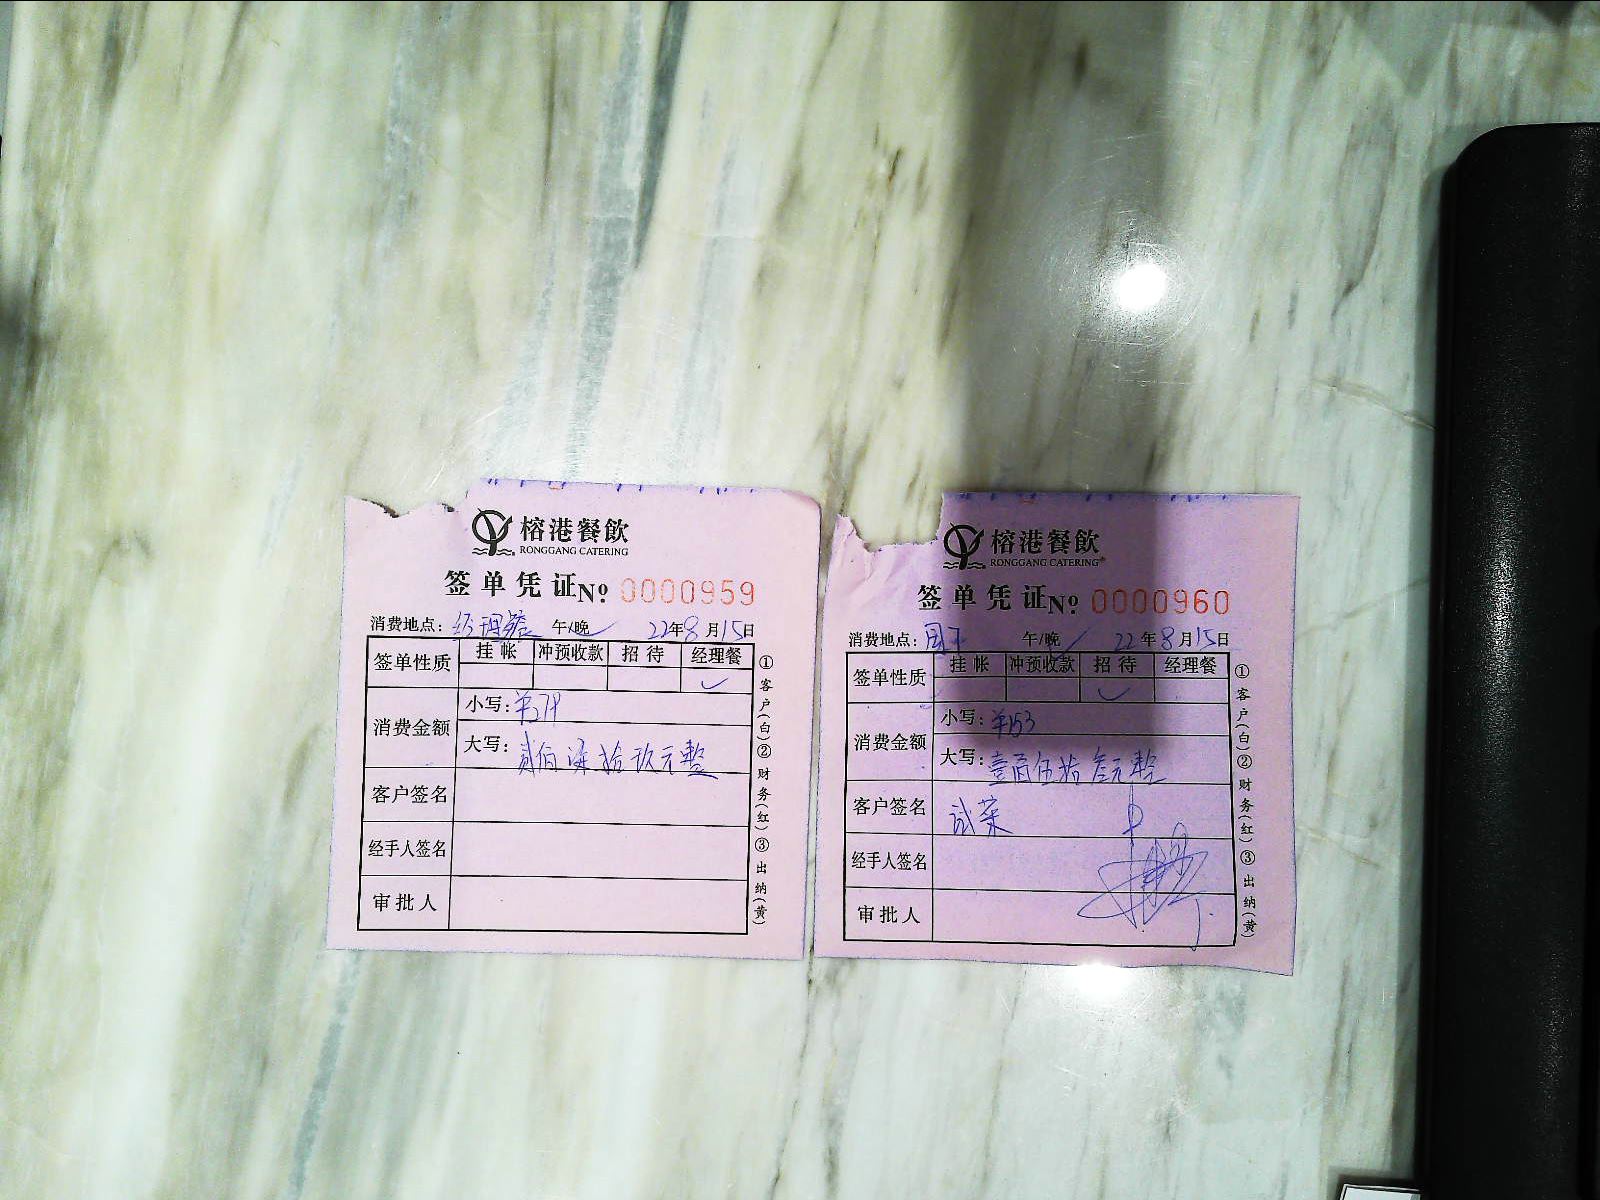 榕港餐飲
RONGGANG CATERING
签单凭证 No. 0000959
消费地点: 经理餐 午/晚 ✓ 22年8月15日
签单性质 挂帐 冲预收款 招待 经理餐
✓
消费金额 小写: ¥279
大写: 贰佰柒拾玖元整
客户签名
经手人签名
审批人
①客户(白)②财务(红)③出纳(黄)
榕港餐飲
RONGGANG CATERING
签单凭证 No. 0000960
消费地点: 午/晚 ✓ 22年8月15日
签单性质 挂帐 冲预收款 招待 经理餐
✓
消费金额 小写: ¥153
大写: 壹佰伍拾叁元整
客户签名 试菜
经手人签名
审批人
①客户(白)②财务(红)③出纳(黄)